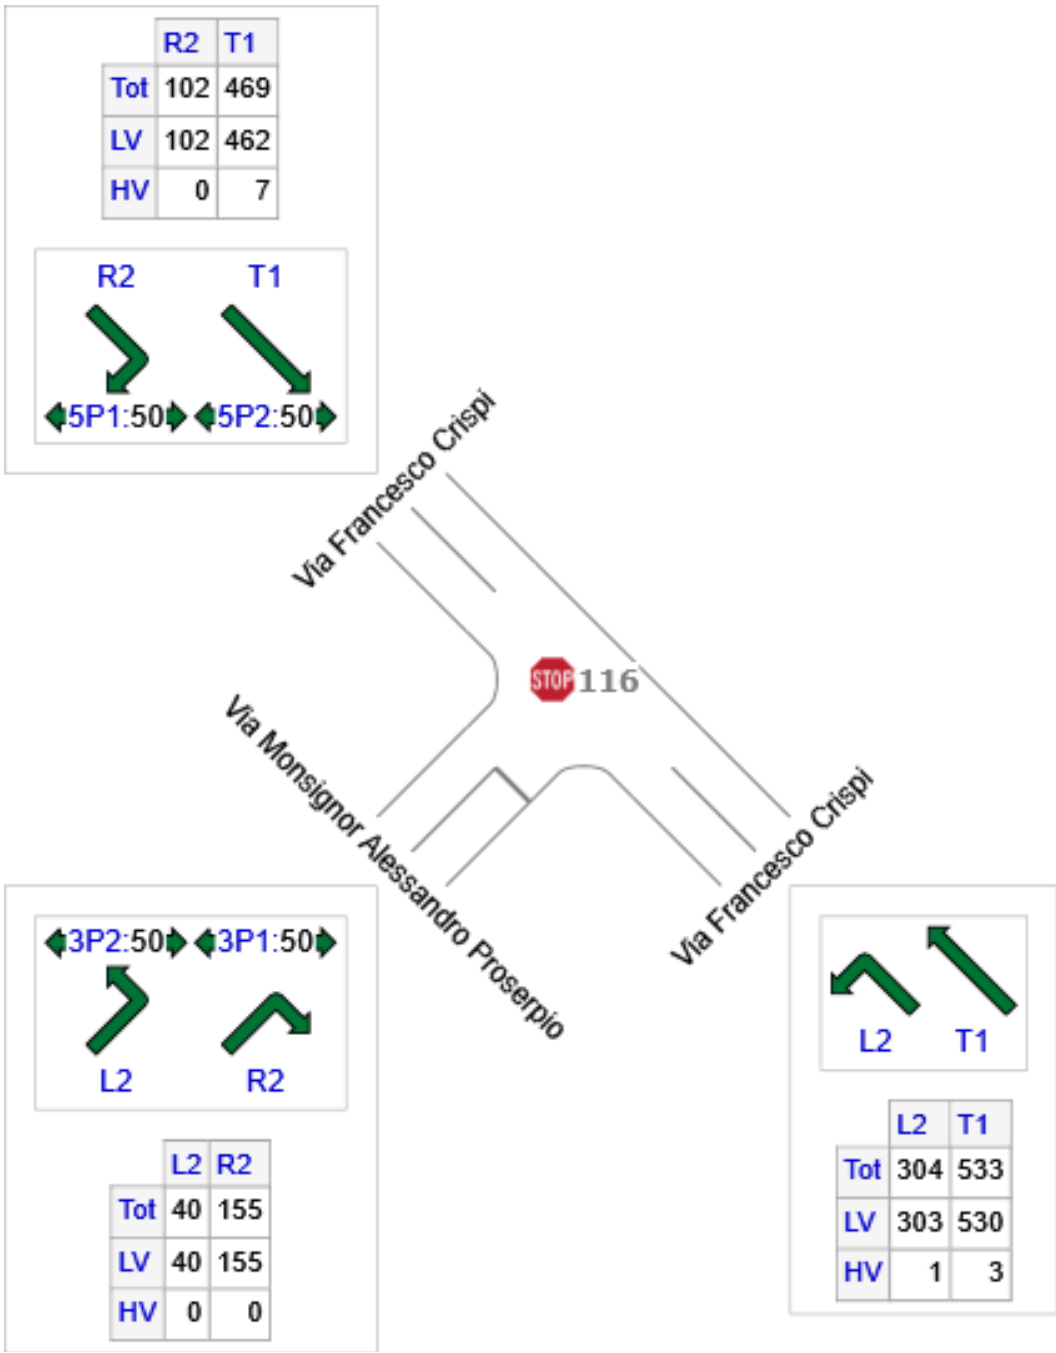 R2 T1
Tot 102 469
LV 102 462
HV 0 7
R2 T1
5P1:50 5P2:50
Via Francesco Crispi
STOP 116
Via Monsignor Alessandro Proserpio
Via Francesco Crispi
3P2:50 3P1:50
L2 R2
L2 R2
Tot 40 155
LV 40 155
HV 0 0
L2 T1
L2 T1
Tot 304 533
LV 303 530
HV 1 3